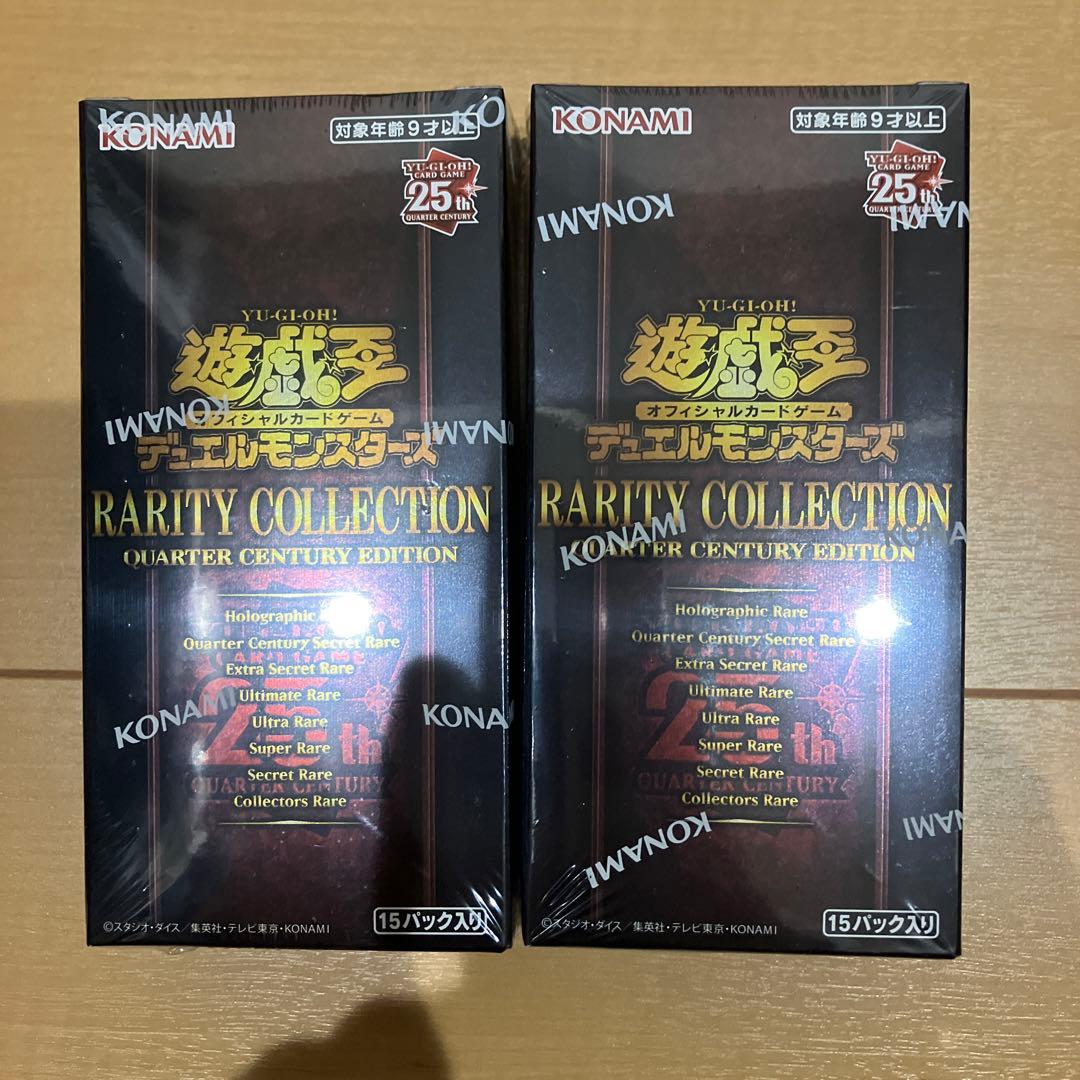 KONAMI
対象年齢9才以上
YU-GI-OH!
CARD GAME
25th
QUARTER CENTURY
YU-GI-OH!
遊戯王
オフィシャルカードゲーム
デュエルモンスターズ
RARITY COLLECTION
QUARTER CENTURY EDITION
Holographic
Quarter Century Secret Rare
Extra Secret Rare
Ultimate Rare
Ultra Rare
Super Rare
Secret Rare
Collectors Rare
25th
QUARTER CENTURY
©スタジオ・ダイス／集英社・テレビ東京・KONAMI
15パック入り
KONAMI
KONAMI
KONAMI
KONAMI
対象年齢9才以上
YU-GI-OH!
CARD GAME
25th
QUARTER CENTURY
YU-GI-OH!
遊戯王
オフィシャルカードゲーム
デュエルモンスターズ
RARITY COLLECTION
QUARTER CENTURY EDITION
Holographic Rare
Quarter Century Secret Rare
Extra Secret Rare
Ultimate Rare
Ultra Rare
Super Rare
Secret Rare
Collectors Rare
25th
QUARTER CENTURY
©スタジオ・ダイス／集英社・テレビ東京・KONAMI
15パック入り
KONAMI
KONAMI
KONAMI